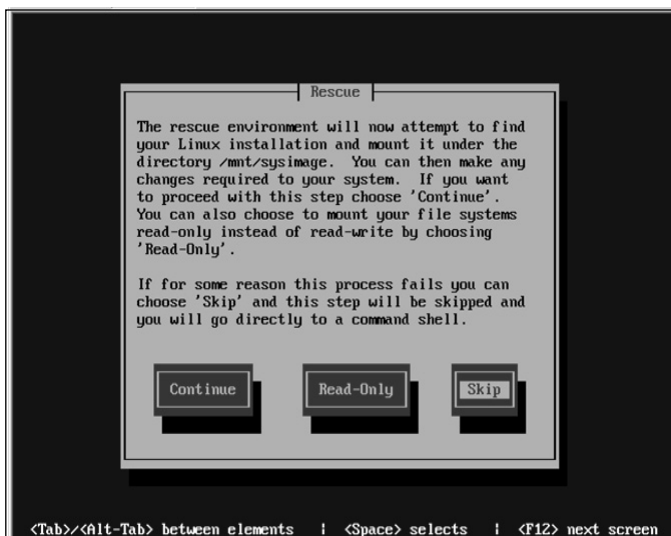 Rescue
The rescue environment will now attempt to find
your Linux installation and mount it under the
directory /mnt/sysimage.  You can then make any
changes required to your system.  If you want
to proceed with this step choose 'Continue'.
You can also choose to mount your file systems
read-only instead of read-write by choosing
'Read-Only'.
If for some reason this process fails you can
choose 'Skip' and this step will be skipped and
you will go directly to a command shell.
Continue Read-Only Skip
<Tab>/<Alt-Tab> between elements | <Space> selects | <F12> next screen